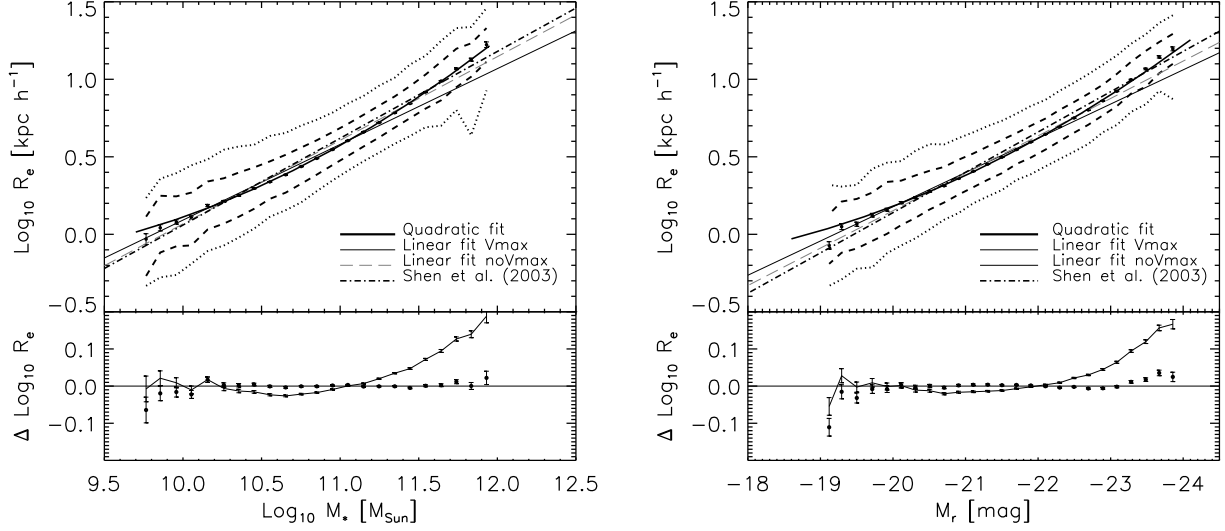 1.5
1.0
0.5
0.0
−0.5
Log10 Re [kpc h−1]
Quadratic fit
Linear fit Vmax
Linear fit noVmax
Shen et al. (2003)
0.1
0.0
−0.1
Δ Log10 Re
9.5 10.0 10.5 11.0 11.5 12.0 12.5
Log10 M* [MSun]
1.5
1.0
0.5
0.0
−0.5
Log10 Re [kpc h−1]
Quadratic fit
Linear fit Vmax
Linear fit noVmax
Shen et al. (2003)
0.1
0.0
−0.1
Δ Log10 Re
−18 −19 −20 −21 −22 −23 −24
Mr [mag]